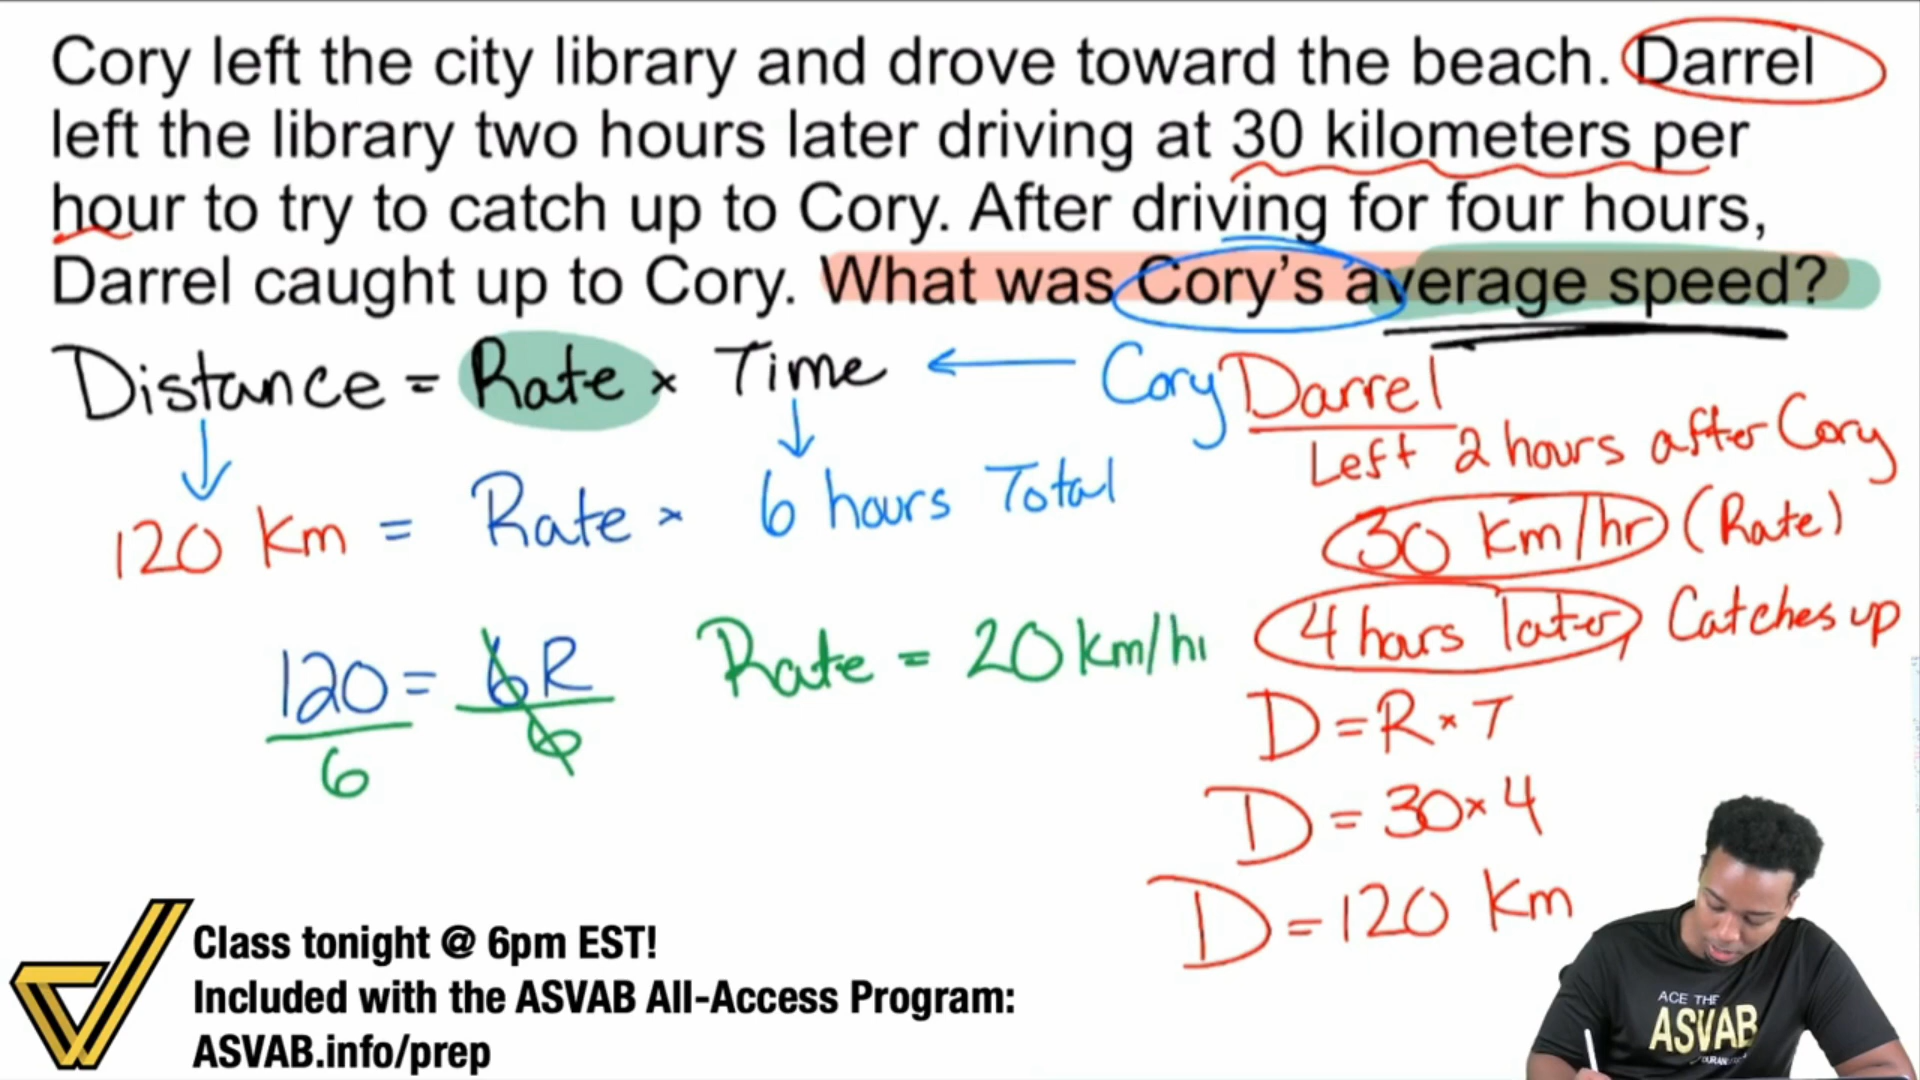 Cory left the city library and drove toward the beach. Darrel
left the library two hours later driving at 30 kilometers per
hour to try to catch up to Cory. After driving for four hours,
Darrel caught up to Cory. What was Cory's average speed?
Distance = Rate × Time ← Cory
120 Km = Rate × 6 hours Total
120 = 6R
6 6
Rate = 20 km/hr
Darrel
Left 2 hours after Cory
30 Km/hr (Rate)
4 hours later, Catches up
D = R × T
D = 30 × 4
D = 120 Km
Class tonight @ 6pm EST!
Included with the ASVAB All-Access Program:
ASVAB.info/prep
ACE THE
ASVAB